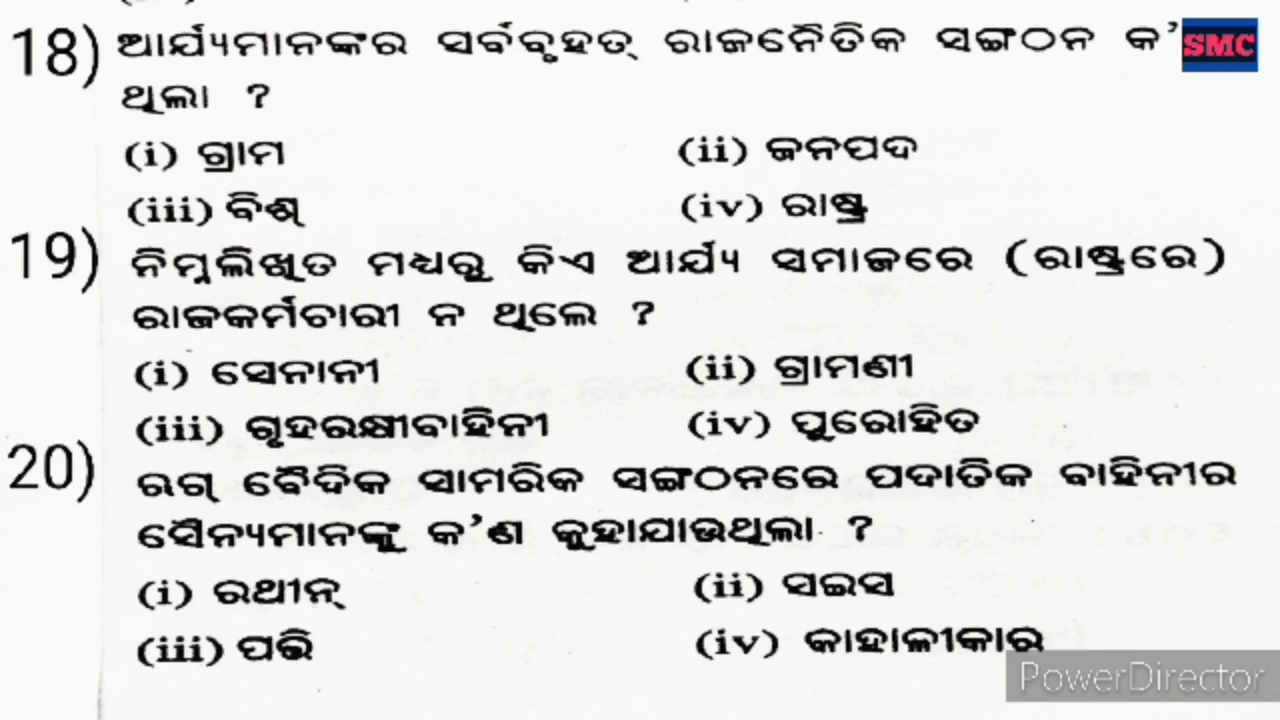 18) ଆର୍ଯ୍ୟମାନଙ୍କର ସର୍ବବୃହତ୍ ରାଜନୈତିକ ସଙ୍ଗଠନ କ' SMC
ଥିଲା ?
(i) ଗ୍ରାମ (ii) ଜନପଦ
(iii) ବିଶ୍ (iv) ରାଷ୍ଟ୍ର
19) ନିମ୍ନଲିଖିତ ମଧ୍ୟରୁ କିଏ ଆର୍ଯ୍ୟ ସମାଜରେ (ରାଷ୍ଟ୍ରରେ)
ରାଜକର୍ମଚାରୀ ନ ଥିଲେ ?
(i) ସେନାନୀ (ii) ଗ୍ରାମଣୀ
(iii) ଗୃହରକ୍ଷୀବାହିନୀ (iv) ପୁରୋହିତ
20) ଋଗ୍ ବୈଦିକ ସାମରିକ ସଙ୍ଗଠନରେ ପଦାତିକ ବାହିନୀର
ସୈନ୍ୟମାନଙ୍କୁ କ'ଣ କୁହାଯାଉଥିଲା ?
(i) ରଥୀନ୍ (ii) ସଇସ
(iii) ପତ୍ତି (iv) କାହାଳୀକାର
PowerDirector